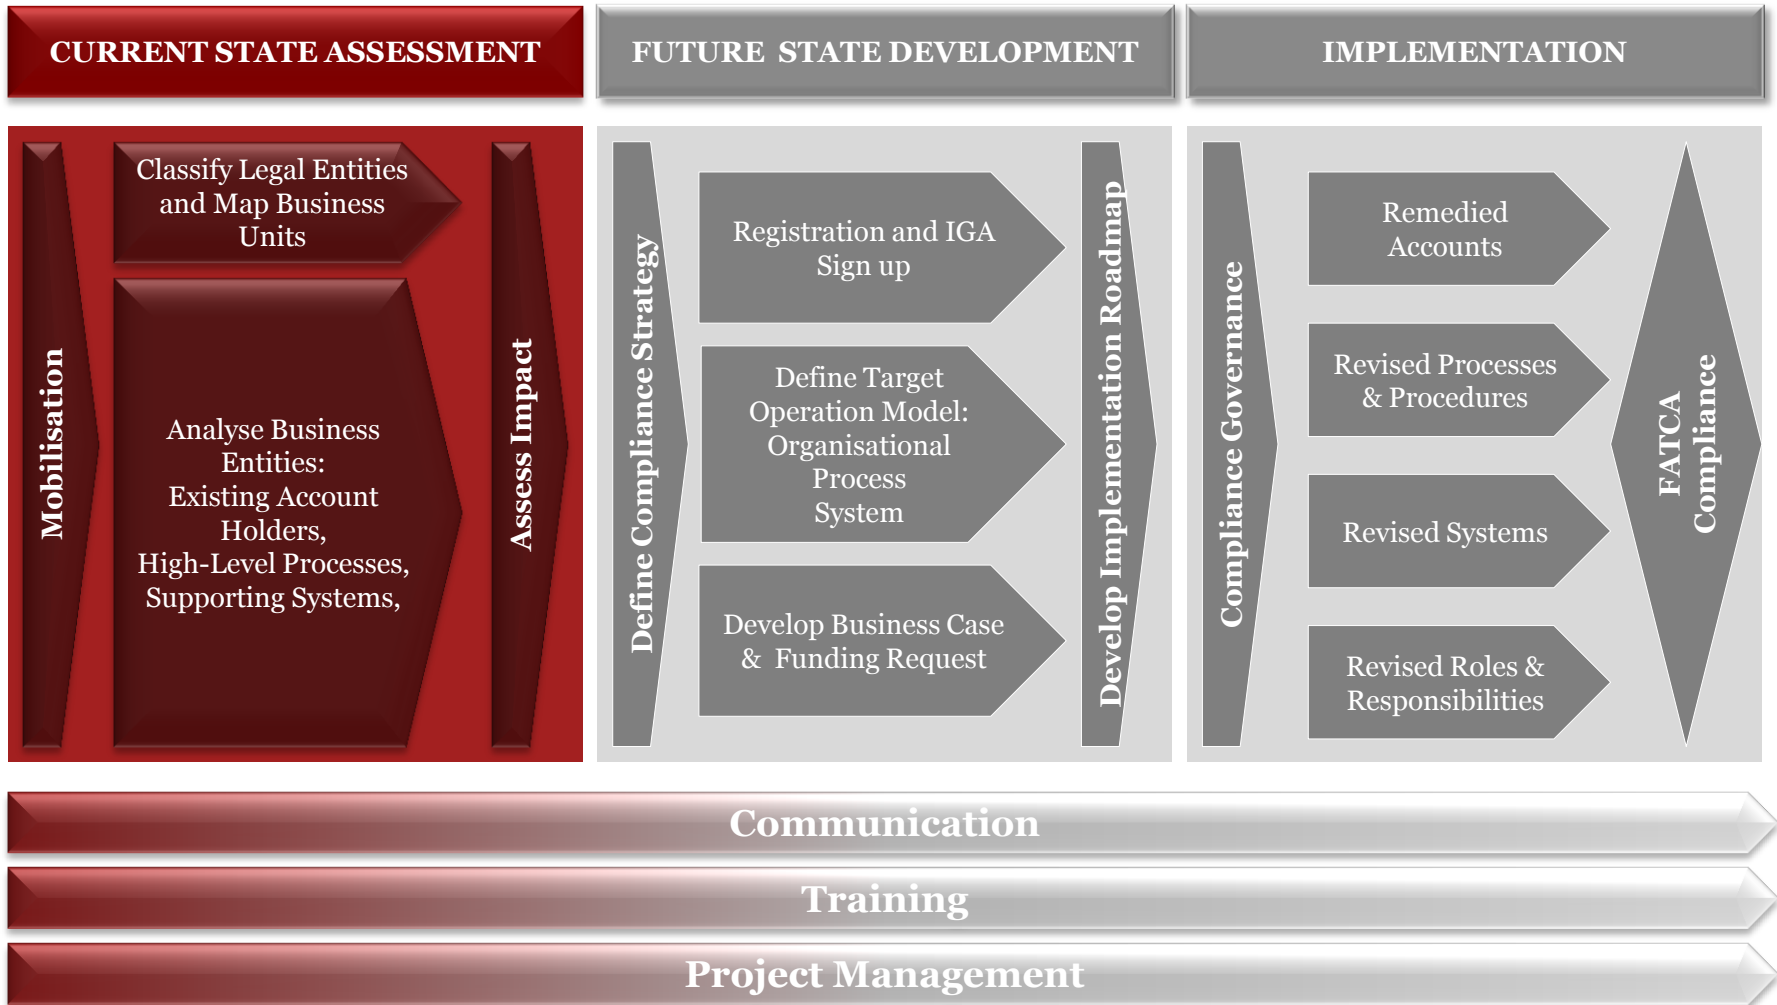 CURRENT STATE ASSESSMENT
FUTURE STATE DEVELOPMENT
IMPLEMENTATION
Mobilisation
Classify Legal Entities
and Map Business
Units
Analyse Business
Entities:
Existing Account
Holders,
High-Level Processes,
Supporting Systems,
Assess Impact
Define Compliance Strategy
Registration and IGA
Sign up
Define Target
Operation Model:
Organisational
Process
System
Develop Business Case
& Funding Request
Develop Implementation Roadmap
Compliance Governance
Remedied
Accounts
Revised Processes
& Procedures
Revised Systems
Revised Roles &
Responsibilities
FATCA
Compliance
Communication
Training
Project Management